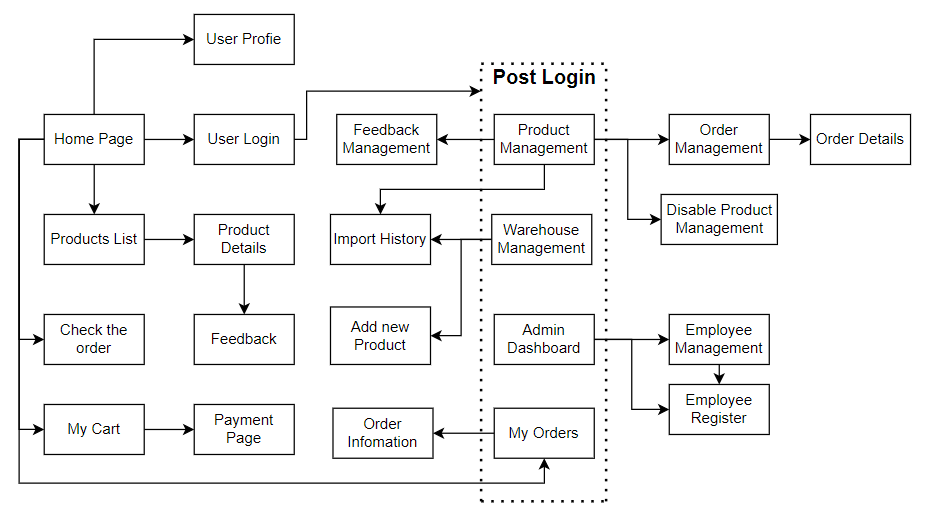 User Profie
Post Login
Home Page
User Login
Feedback
Management
Product
Management
Order
Management
Order Details
Products List
Product
Details
Import History
Warehouse
Management
Disable Product
Management
Check the
order
Feedback
Add new
Product
Admin
Dashboard
Employee
Management
Employee
Register
My Cart
Payment
Page
Order
Infomation
My Orders